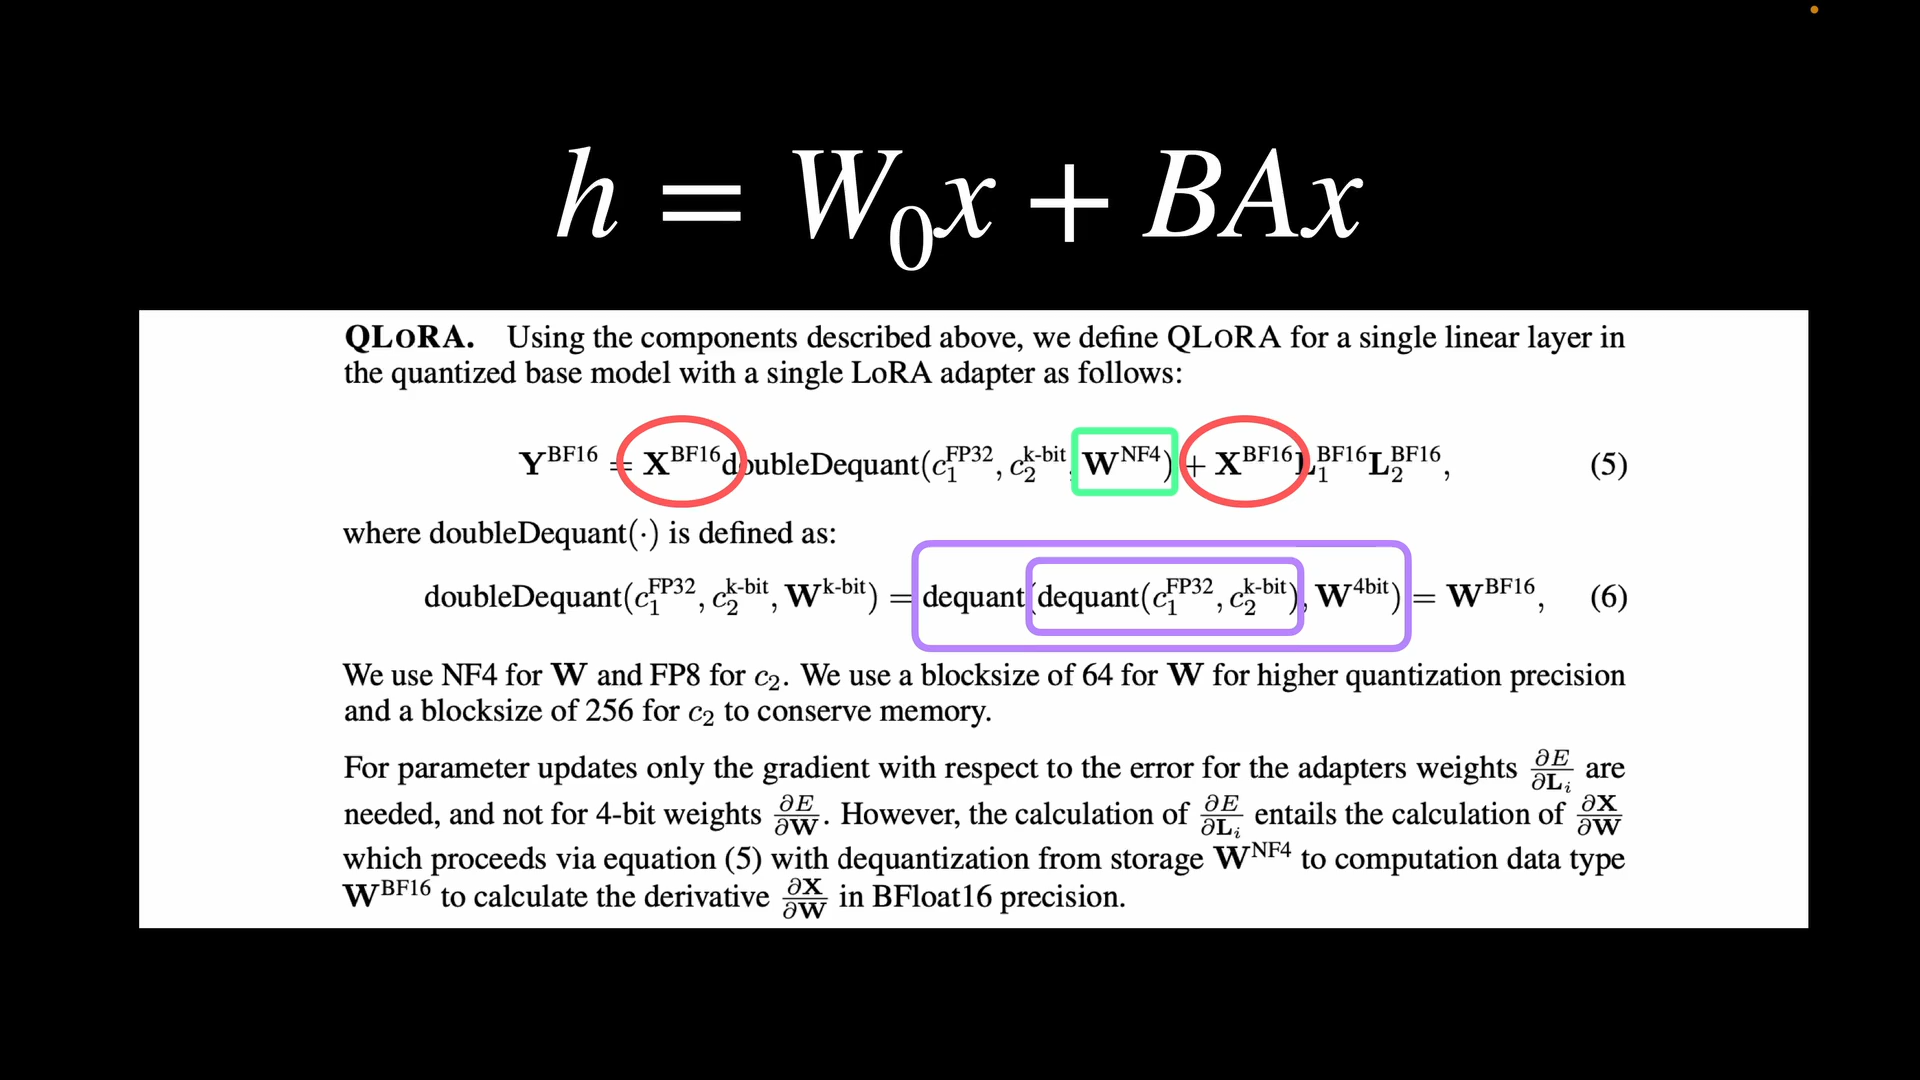 h = W₀x + BAx
QLoRA. Using the components described above, we define QLoRA for a single linear layer in
the quantized base model with a single LoRA adapter as follows:
Y^BF16 = X^BF16 doubleDequant(c₁^FP32, c₂^k-bit, W^NF4) + X^BF16 L₁^BF16 L₂^BF16, (5)
where doubleDequant(·) is defined as:
doubleDequant(c₁^FP32, c₂^k-bit, W^k-bit) = dequant(dequant(c₁^FP32, c₂^k-bit), W^4bit) = W^BF16, (6)
We use NF4 for W and FP8 for c₂. We use a blocksize of 64 for W for higher quantization precision
and a blocksize of 256 for c₂ to conserve memory.
For parameter updates only the gradient with respect to the error for the adapters weights ∂E/∂Lᵢ are
needed, and not for 4-bit weights ∂E/∂W. However, the calculation of ∂E/∂Lᵢ entails the calculation of ∂X/∂W
which proceeds via equation (5) with dequantization from storage W^NF4 to computation data type
W^BF16 to calculate the derivative ∂X/∂W in BFloat16 precision.